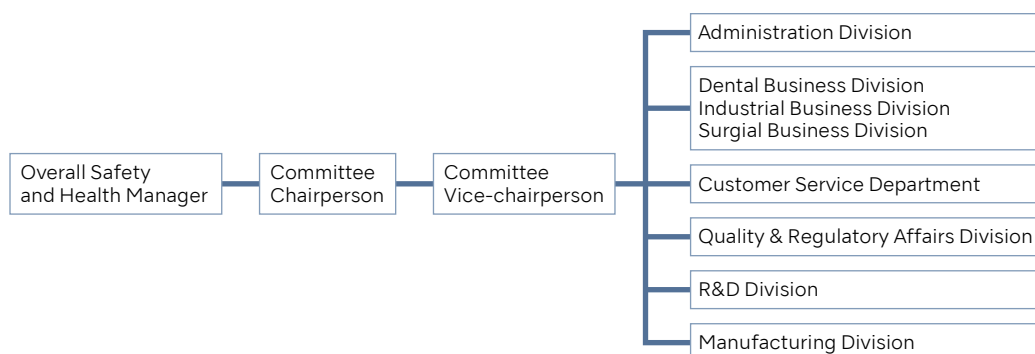 Overall Safety
and Health Manager
Committee
Chairperson
Committee
Vice-chairperson
Administration Division
Dental Business Division
Industrial Business Division
Surgial Business Division
Customer Service Department
Quality & Regulatory Affairs Division
R&D Division
Manufacturing Division